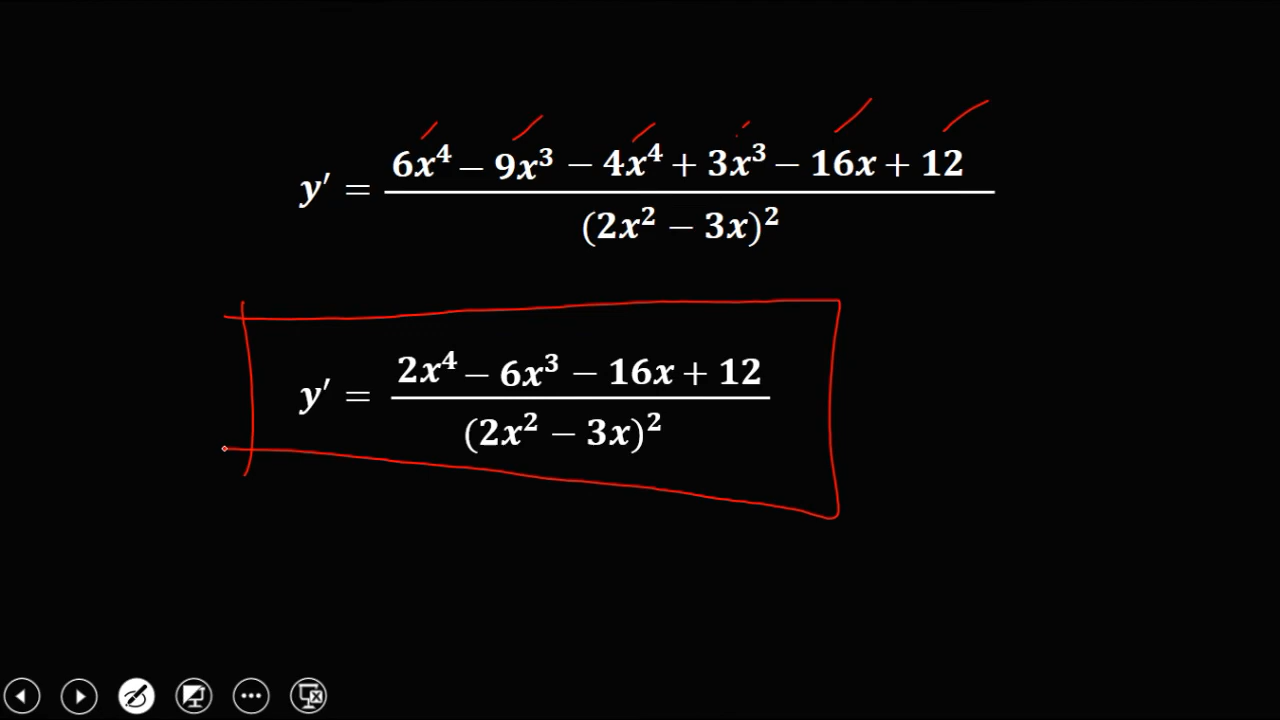 y′ = (6x⁴ − 9x³ − 4x⁴ + 3x³ − 16x + 12) / (2x² − 3x)²
y′ = (2x⁴ − 6x³ − 16x + 12) / (2x² − 3x)²